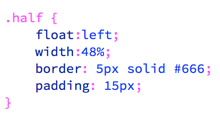 .half {
    float:left;
    width:48%;
    border: 5px solid #666;
    padding: 15px;
}